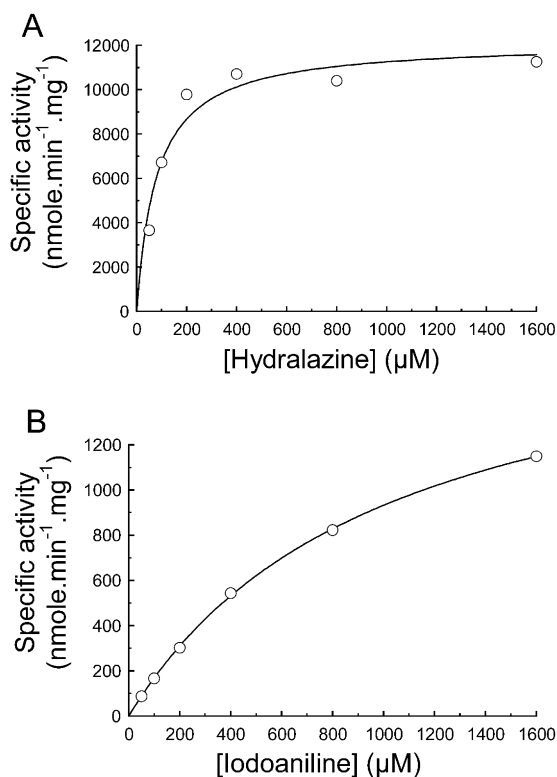 A
12000
10000
8000
6000
4000
2000
0
Specific activity
(nmole.min⁻¹.mg⁻¹)
0 200 400 600 800 1000 1200 1400 1600
[Hydralazine] (µM)
B
1200
1000
800
600
400
200
0
Specific activity
(nmole.min⁻¹.mg⁻¹)
0 200 400 600 800 1000 1200 1400 1600
[Iodoaniline] (µM)